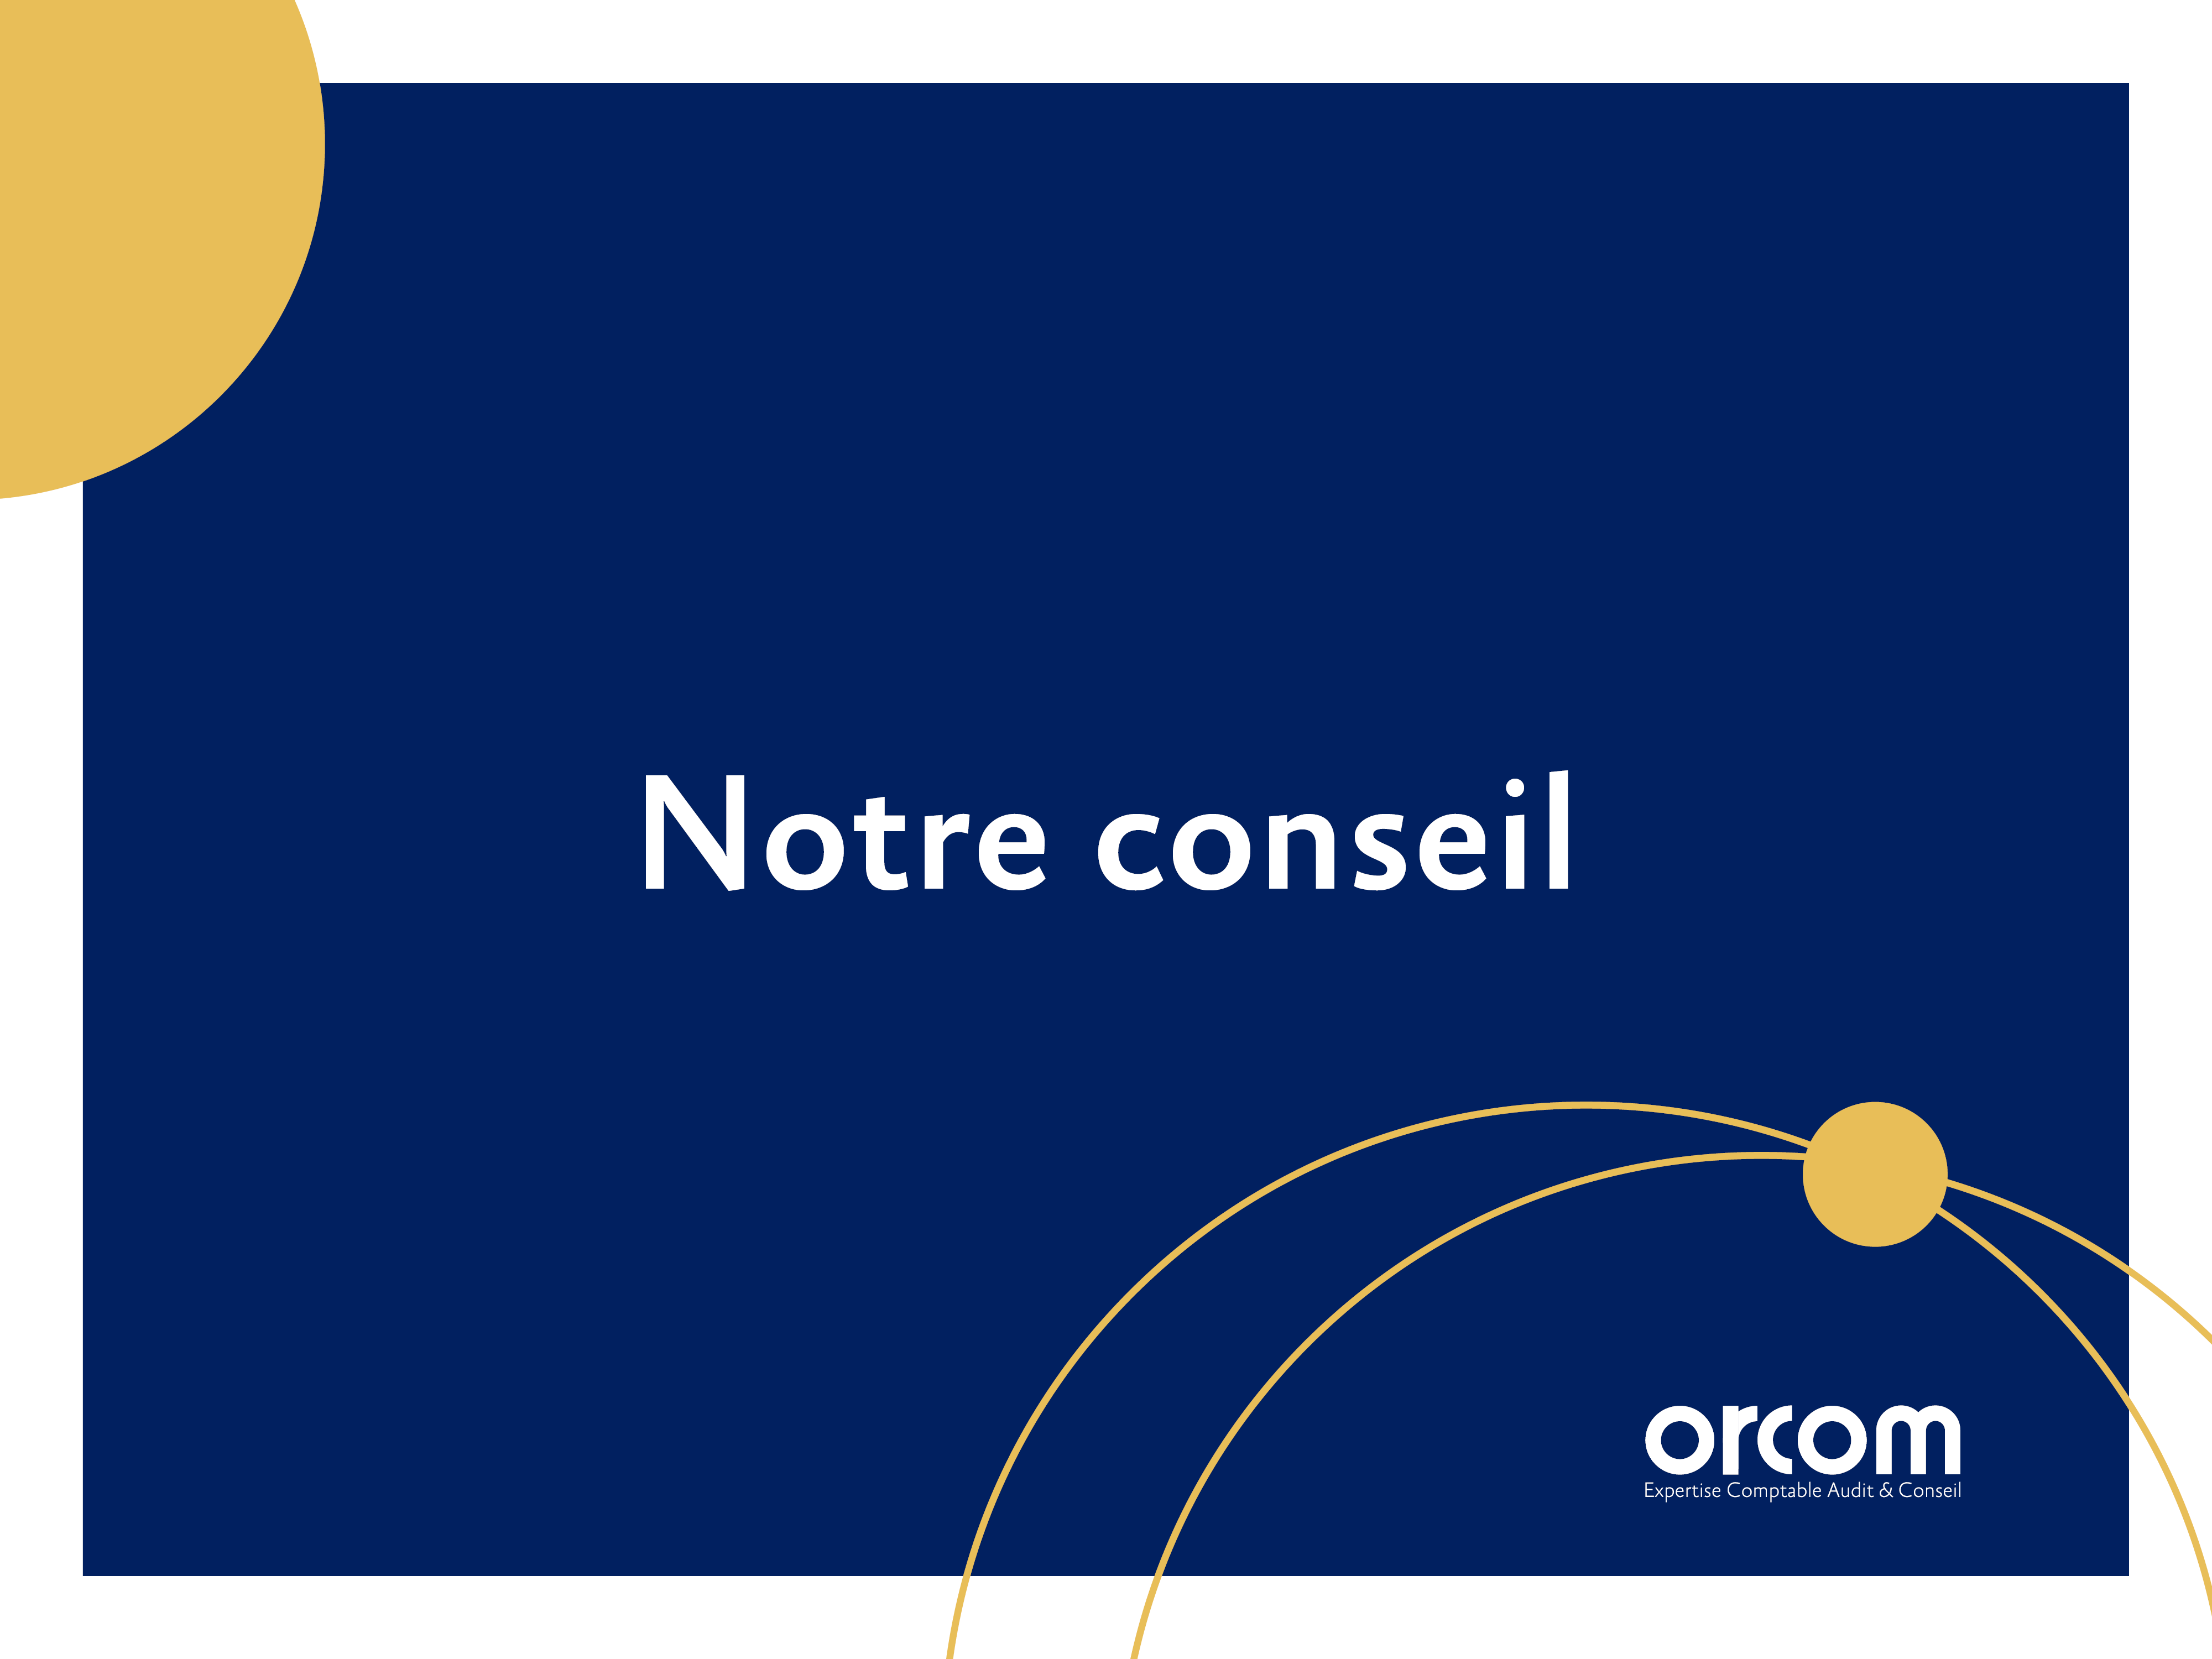 Notre conseil
orcom
Expertise Comptable Audit & Conseil